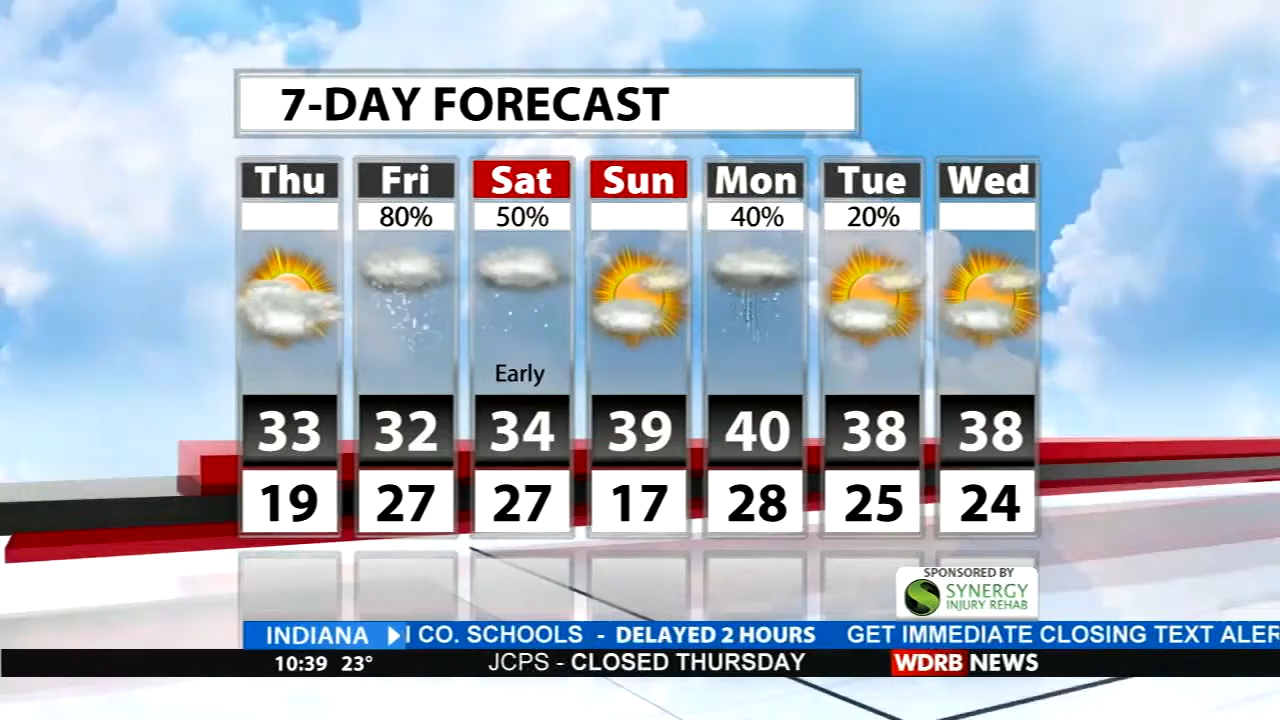 7-DAY FORECAST
Thu Fri Sat Sun Mon Tue Wed
80% 50% 40% 20%
Early
33 32 34 39 40 38 38
19 27 27 17 28 25 24
SPONSORED BY
SYNERGY
INJURY REHAB
INDIANA I CO. SCHOOLS - DELAYED 2 HOURS GET IMMEDIATE CLOSING TEXT ALER
10:39 23° JCPS - CLOSED THURSDAY WDRB NEWS